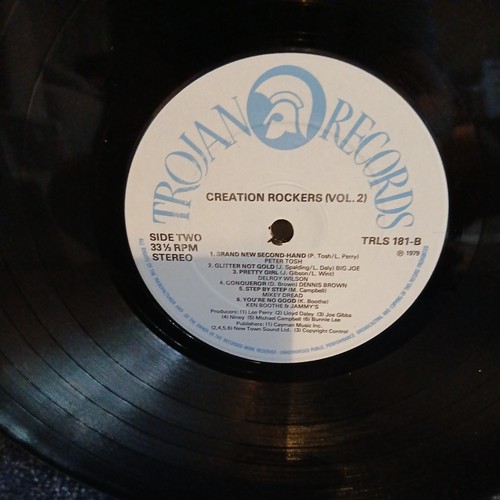 TROJAN RECORDS
CREATION ROCKERS (VOL. 2)
SIDE TWO
33⅓ RPM
STEREO
TRLS 181-B
℗ 1979
1. BRAND NEW SECOND-HAND (P. Tosh/L. Perry)
PETER TOSH
2. GLITTER NOT GOLD (J. Spalding/L. Daly) BIG JOE
3. PRETTY GIRL (J. Gibson/L. Wint)
DELROY WILSON
4. CONQUEROR (D. Brown) DENNIS BROWN
5. STEP BY STEP (M. Campbell)
MIKEY DREAD
6. YOU'RE NO GOOD (K. Boothe)
KEN BOOTHE & JAMMY'S
Producers: (1) Lee Perry (2) Lloyd Daley (3) Joe Gibbs
(4) Niney (5) Michael Campbell (6) Bunnie Lee
Publishers: (1) Cayman Music Inc.
(2,4,5,6) New Town Sound Ltd. (3) Copyright Control